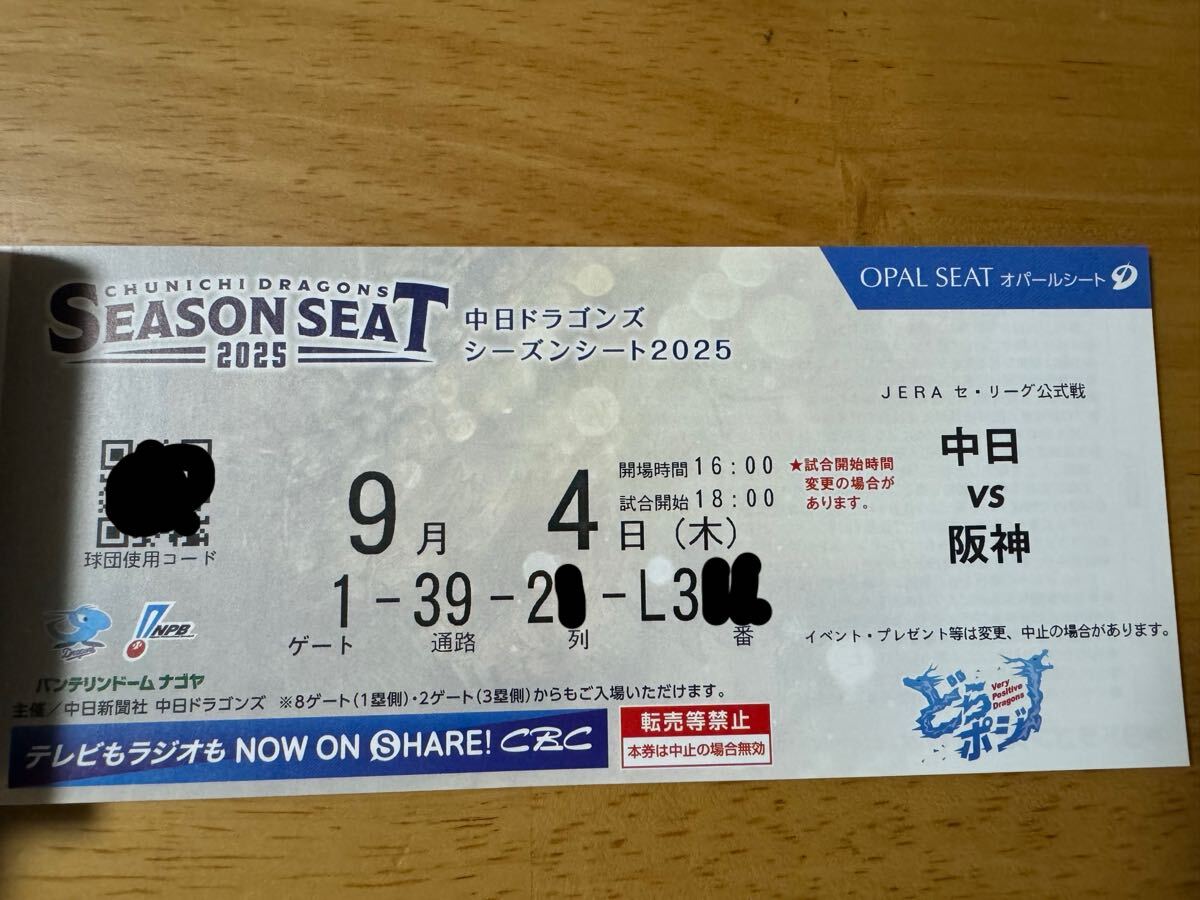 CHUNICHI DRAGONS
SEASON SEAT
2025
中日ドラゴンズ
シーズンシート2025
OPAL SEAT オパールシート
JERA セ・リーグ公式戦
中日
vs
阪神
開場時間 16:00
試合開始 18:00
★試合開始時間
変更の場合が
あります。
9月 4日(木)
球団使用コード
1-39-2 -L3
ゲート 通路 列 番
イベント・プレゼント等は変更、中止の場合があります。
Dragons
NPB
バンテリンドーム ナゴヤ
主催/中日新聞社 中日ドラゴンズ ※8ゲート(1塁側)・2ゲート(3塁側)からもご入場いただけます。
テレビもラジオも NOW ON SHARE! CBC
転売等禁止
本券は中止の場合無効
どらポジ
Very
Positive
Dragons